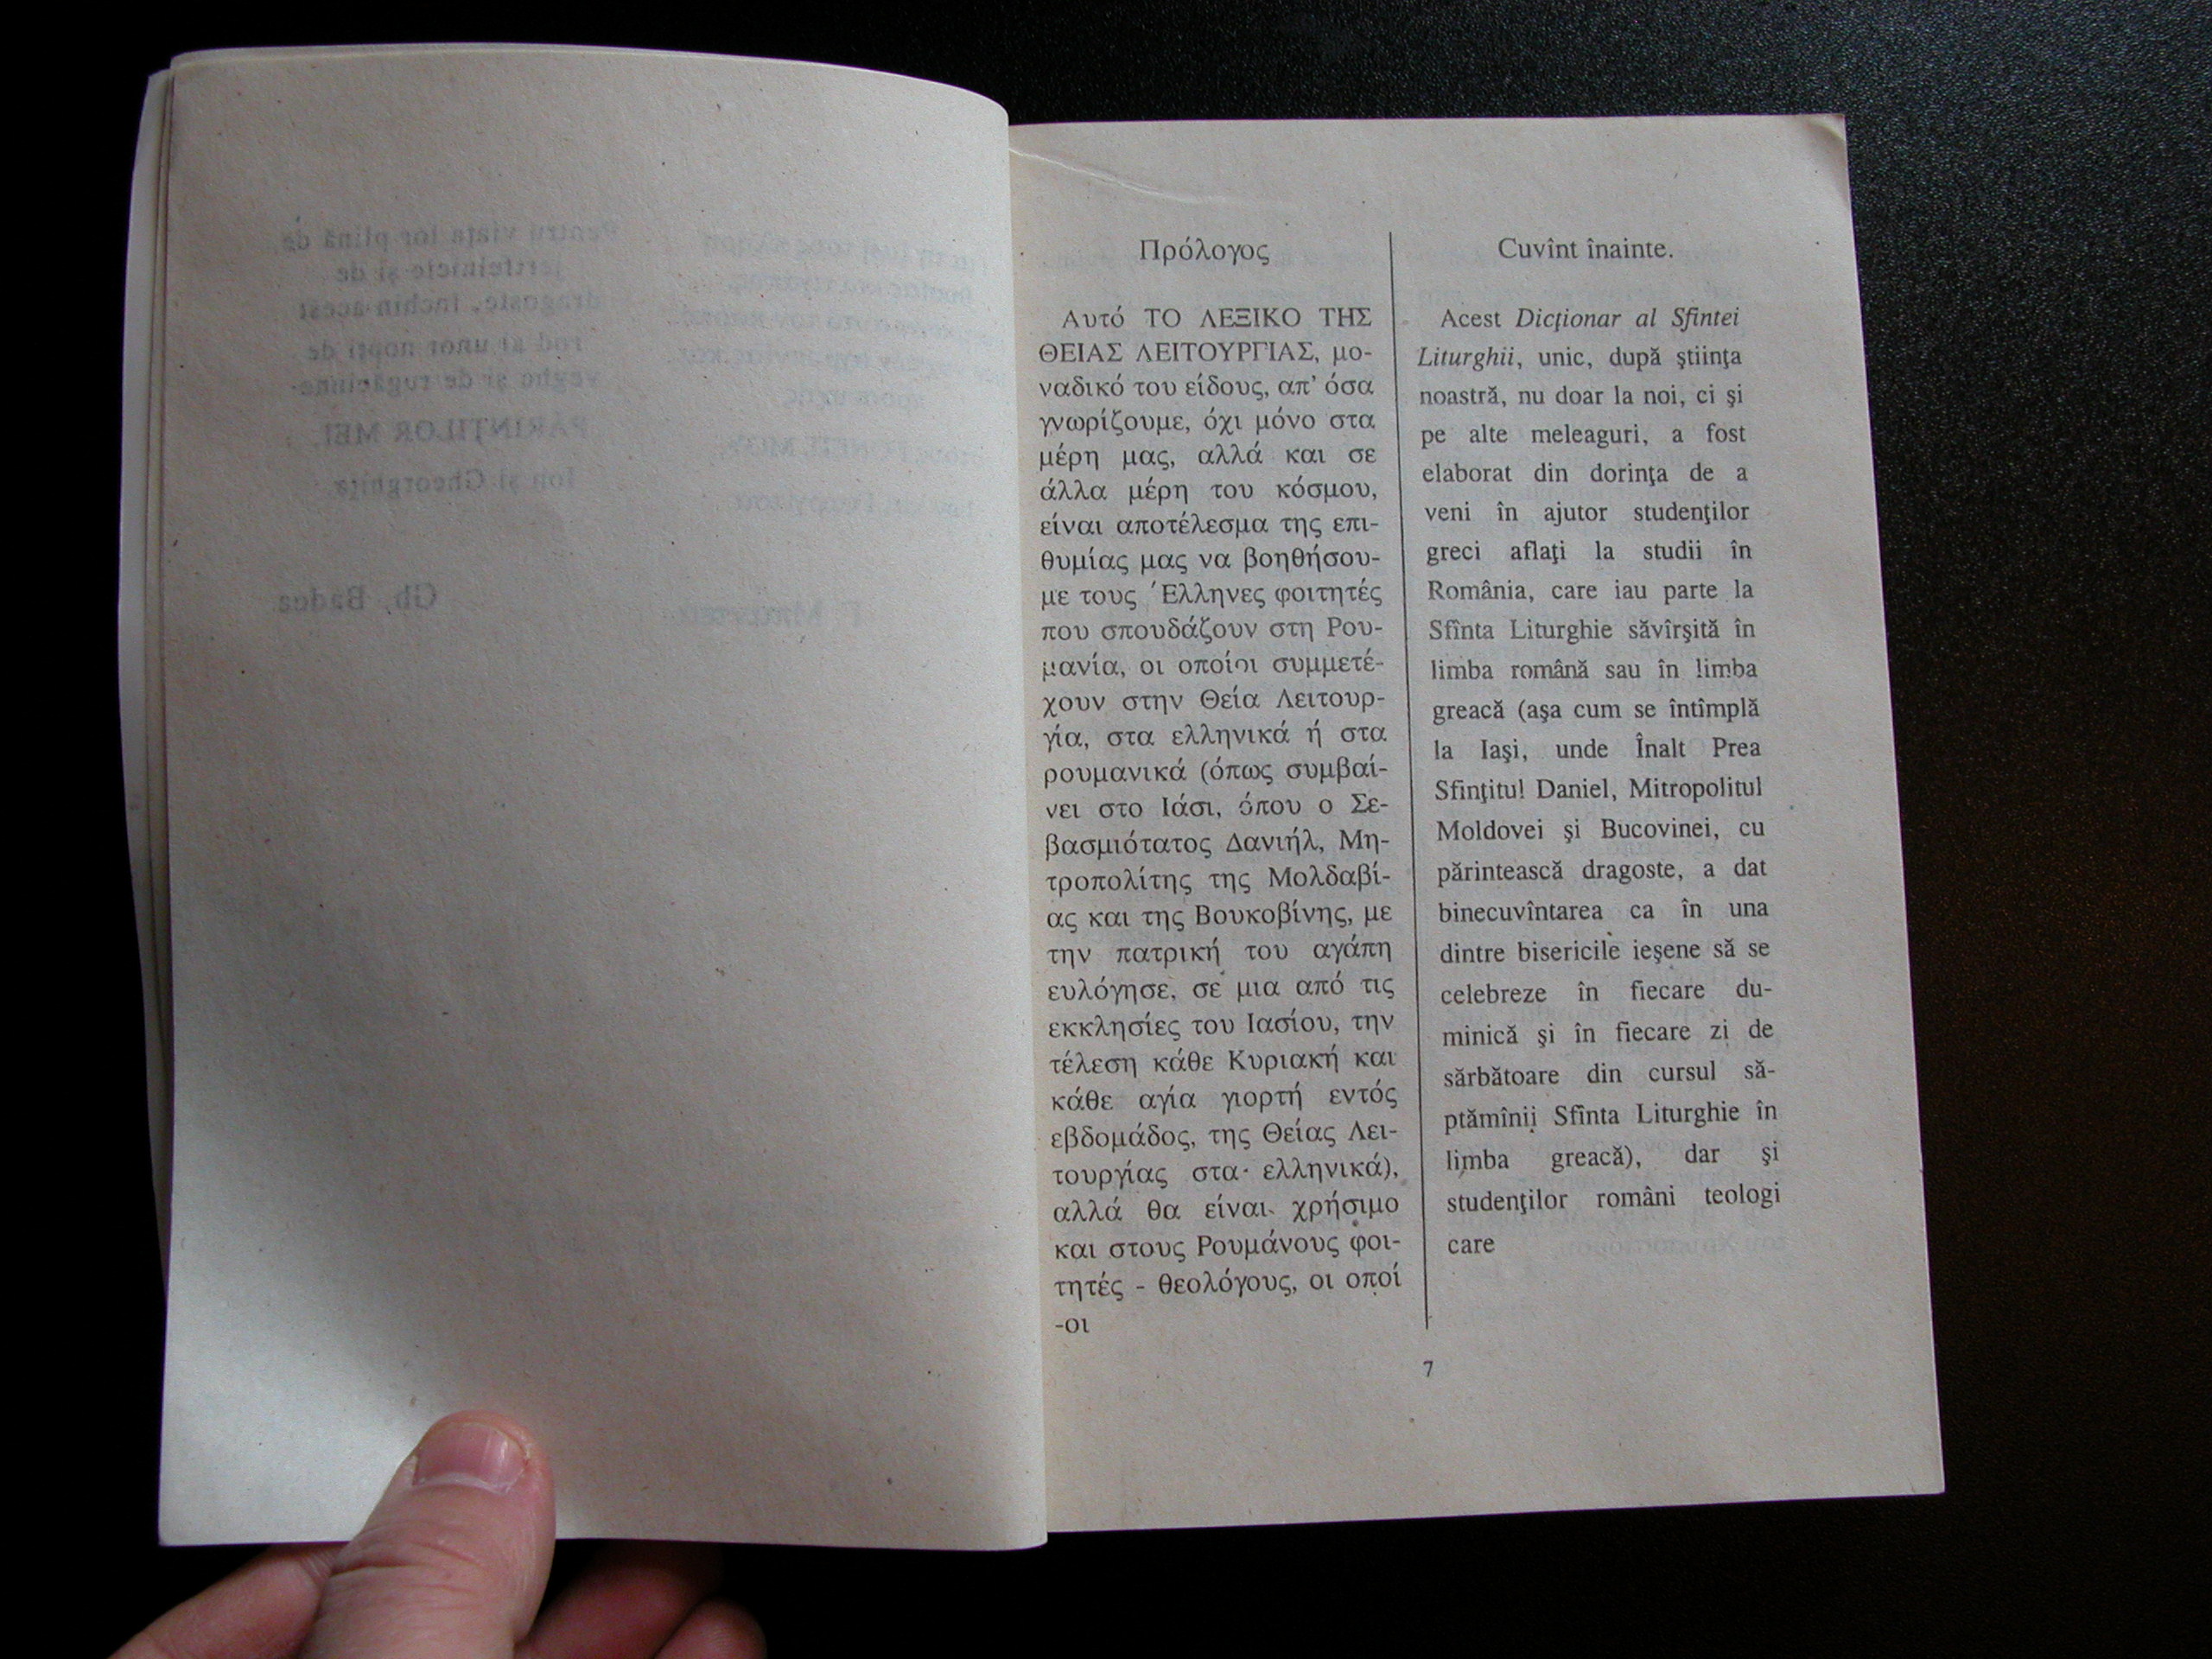 Πρόλογος
Αυτό ΤΟ ΛΕΞΙΚΟ ΤΗΣ
ΘΕΙΑΣ ΛΕΙΤΟΥΡΓΙΑΣ, μο-
ναδικό του είδους, απ' όσα
γνωρίζουμε, όχι μόνο στα
μέρη μας, αλλά και σε
άλλα μέρη του κόσμου,
είναι αποτέλεσμα της επι-
θυμίας μας να βοηθήσου-
με τους Έλληνες φοιτητές
που σπουδάζουν στη Ρου-
μανία, οι οποίοι συμμετέ-
χουν στην Θεία Λειτουρ-
γία, στα ελληνικά ή στα
ρουμανικά (όπως συμβαί-
νει στο Ιάσι, όπου ο Σε-
βασμιότατος Δανιήλ, Μη-
τροπολίτης της Μολδαβί-
ας και της Βουκοβίνης, με
την πατρική του αγάπη
ευλόγησε, σε μια από τις
εκκλησίες του Ιασίου, την
τέλεση κάθε Κυριακή και
κάθε αγία γιορτή εντός
εβδομάδος, της Θείας Λει-
τουργίας στα ελληνικά),
αλλά θα είναι χρήσιμο
και στους Ρουμάνους φοι-
τητές - θεολόγους, οι οποί
-οι
Cuvînt înainte.
Acest Dicţionar al Sfintei
Liturghii, unic, după ştiinţa
noastră, nu doar la noi, ci şi
pe alte meleaguri, a fost
elaborat din dorinţa de a
veni în ajutor studenţilor
greci aflaţi la studii în
România, care iau parte la
Sfînta Liturghie săvîrşită în
limba română sau în limba
greacă (aşa cum se întîmplă
la Iaşi, unde Înalt Prea
Sfinţitul Daniel, Mitropolitul
Moldovei şi Bucovinei, cu
părintească dragoste, a dat
binecuvîntarea ca în una
dintre bisericile ieşene să se
celebreze în fiecare du-
minică şi în fiecare zi de
sărbătoare din cursul să-
ptămînii Sfînta Liturghie în
limba greacă), dar şi
studenţilor români teologi
care
7